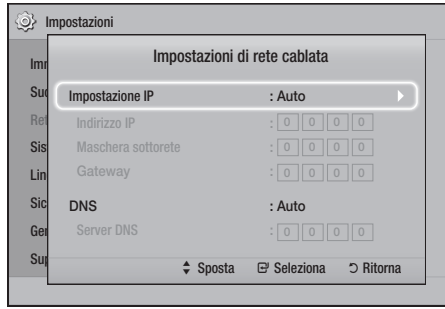 Impostazioni
Impostazioni di rete cablata
Impostazione IP : Auto
Indirizzo IP : 0 0 0 0
Maschera sottorete : 0 0 0 0
Gateway : 0 0 0 0
DNS : Auto
Server DNS : 0 0 0 0
Sposta Seleziona Ritorna